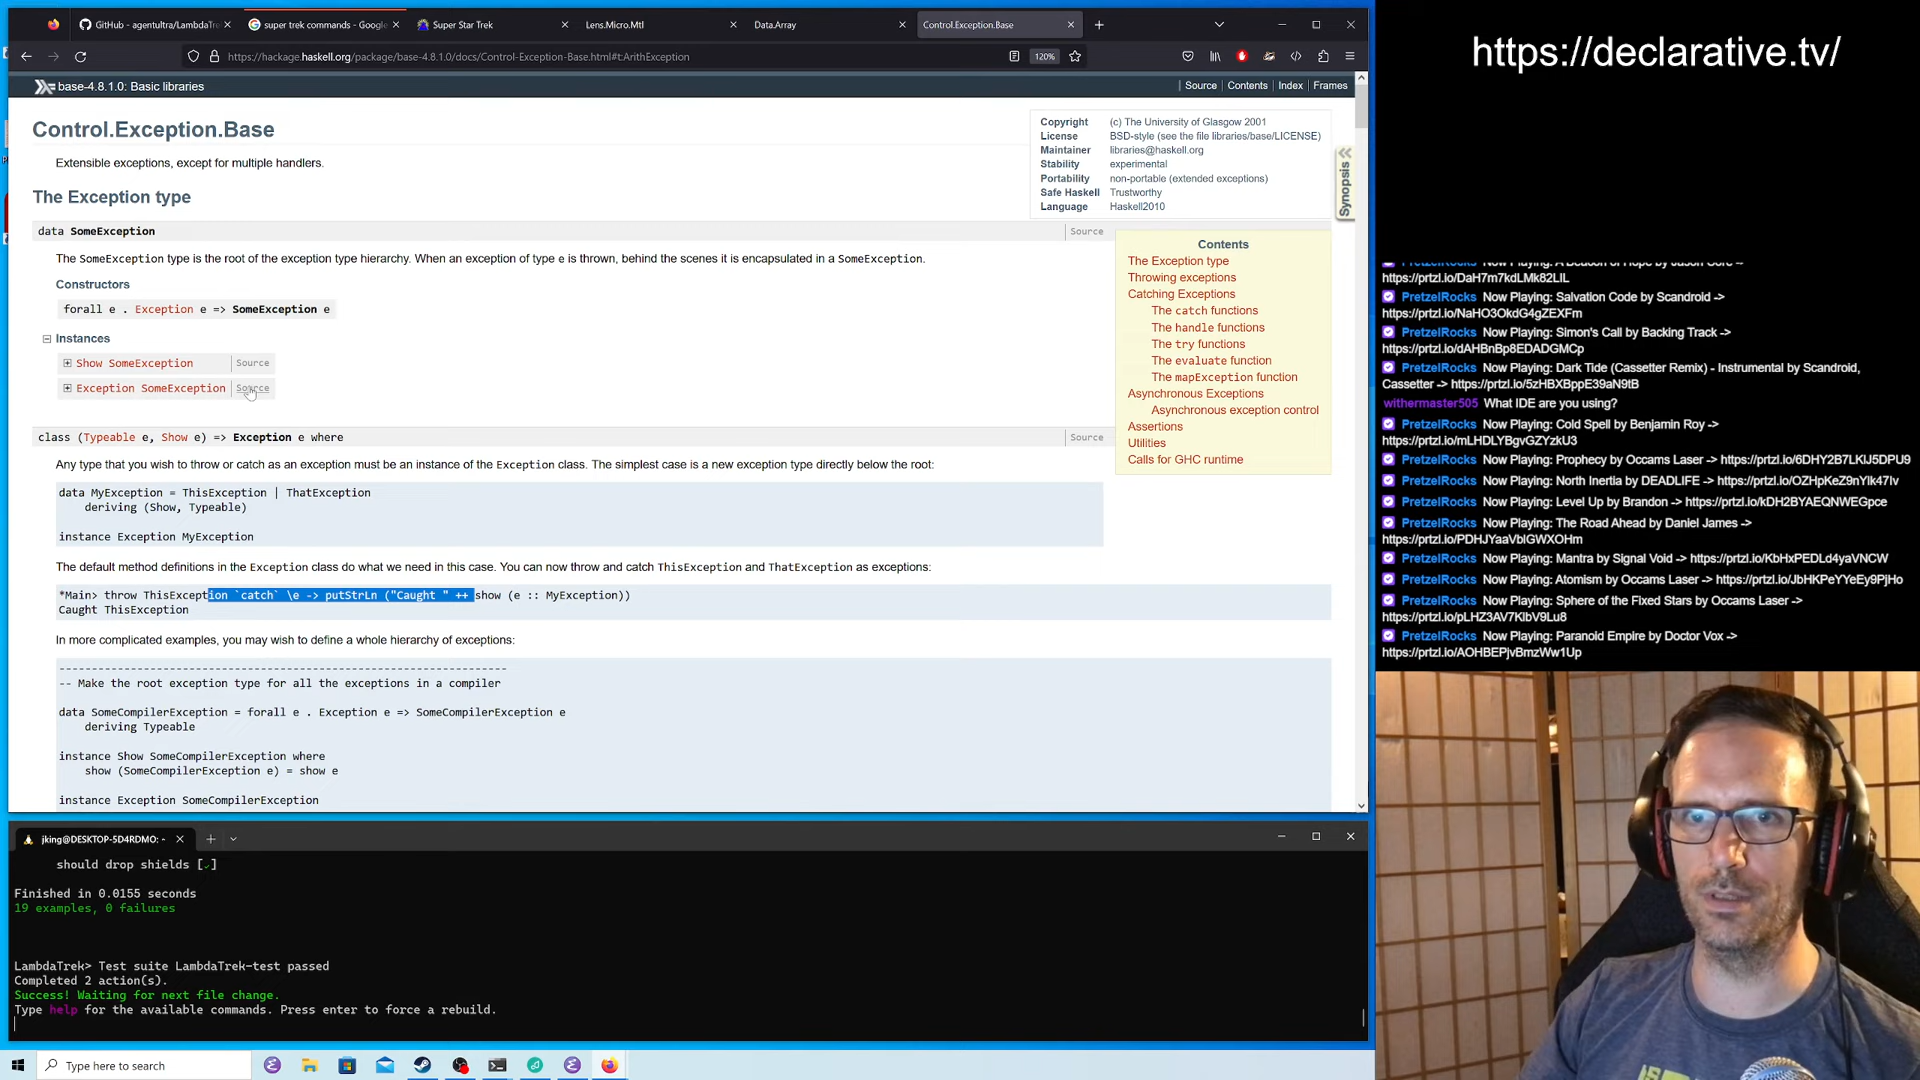 GitHub - agentultra/LambdaTre
super trek commands - Google
Super Star Trek
Lens.Micro.Mtl
Data.Array
Control.Exception.Base
https://hackage.haskell.org/package/base-4.8.1.0/docs/Control-Exception-Base.html#t:ArithException
120%
base-4.8.1.0: Basic libraries
Source
Contents
Index
Frames
Control.Exception.Base
Extensible exceptions, except for multiple handlers.
Copyright (c) The University of Glasgow 2001
License BSD-style (see the file libraries/base/LICENSE)
Maintainer libraries@haskell.org
Stability experimental
Portability non-portable (extended exceptions)
Safe Haskell Trustworthy
Language Haskell2010
Synopsis
The Exception type
data SomeException
Source
The SomeException type is the root of the exception type hierarchy. When an exception of type e is thrown, behind the scenes it is encapsulated in a SomeException.
Constructors
forall e . Exception e => SomeException e
Instances
Show SomeException Source
Exception SomeException Source
Contents
The Exception type
Throwing exceptions
Catching Exceptions
The catch functions
The handle functions
The try functions
The evaluate function
The mapException function
Asynchronous Exceptions
Asynchronous exception control
Assertions
Utilities
Calls for GHC runtime
class (Typeable e, Show e) => Exception e where
Source
Any type that you wish to throw or catch as an exception must be an instance of the Exception class. The simplest case is a new exception type directly below the root:
data MyException = ThisException | ThatException
deriving (Show, Typeable)
instance Exception MyException
The default method definitions in the Exception class do what we need in this case. You can now throw and catch ThisException and ThatException as exceptions:
*Main> throw ThisException `catch` \e -> putStrLn ("Caught " ++ show (e :: MyException))
Caught ThisException
In more complicated examples, you may wish to define a whole hierarchy of exceptions:
---------------------------------------------------------------------
-- Make the root exception type for all the exceptions in a compiler
data SomeCompilerException = forall e . Exception e => SomeCompilerException e
deriving Typeable
instance Show SomeCompilerException where
show (SomeCompilerException e) = show e
instance Exception SomeCompilerException
jking@DESKTOP-5D4RDMO: ~
should drop shields [✓]
Finished in 0.0155 seconds
19 examples, 0 failures
LambdaTrek> Test suite LambdaTrek-test passed
Completed 2 action(s).
Success! Waiting for next file change.
Type help for the available commands. Press enter to force a rebuild.
Type here to search
https://declarative.tv/
https://prtzl.io/DaH7m7kdLMk82LlL
PretzelRocks Now Playing: Salvation Code by Scandroid ->
https://prtzl.io/NaHO3OkdG4gZEXFm
PretzelRocks Now Playing: Simon's Call by Backing Track ->
https://prtzl.io/dAHBnBp8EDADGMCp
PretzelRocks Now Playing: Dark Tide (Cassetter Remix) - Instrumental by Scandroid,
Cassetter -> https://prtzl.io/5zHBXBppE39aN9tB
withermaster505 What IDE are you using?
PretzelRocks Now Playing: Cold Spell by Benjamin Roy ->
https://prtzl.io/mLHDLYBgvGZYzkU3
PretzelRocks Now Playing: Prophecy by Occams Laser -> https://prtzl.io/6DHY2B7LKlJ5DPU9
PretzelRocks Now Playing: North Inertia by DEADLIFE -> https://prtzl.io/OZHpKeZ9nYlk47Iv
PretzelRocks Now Playing: Level Up by Brandon -> https://prtzl.io/kDH2BYAEQNWEGpce
PretzelRocks Now Playing: The Road Ahead by Daniel James ->
https://prtzl.io/PDHJYaaVblGWXOHm
PretzelRocks Now Playing: Mantra by Signal Void -> https://prtzl.io/KbHxPEDLd4yaVNCW
PretzelRocks Now Playing: Atomism by Occams Laser -> https://prtzl.io/JbHKPeYYeEy9PjHo
PretzelRocks Now Playing: Sphere of the Fixed Stars by Occams Laser ->
https://prtzl.io/pLHZ3AV7KlbV9Lu8
PretzelRocks Now Playing: Paranoid Empire by Doctor Vox ->
https://prtzl.io/AOHBEPjvBmzWw1Up